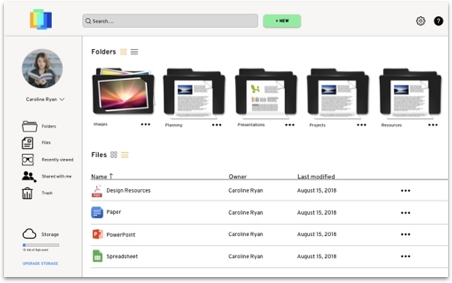 Search....
+ NEW
?
Folders
Caroline Ryan
Images
Planning
Presentations
Projects
Resources
Folders
Files
Recently viewed
Shared with me
Trash
Files
Name ↑ Owner Last modified
Design Resources Caroline Ryan August 15, 2018
Paper Caroline Ryan August 15, 2018
PowerPoint Caroline Ryan August 15, 2018
Spreadsheet Caroline Ryan August 15, 2018
Storage
UPGRADE STORAGE